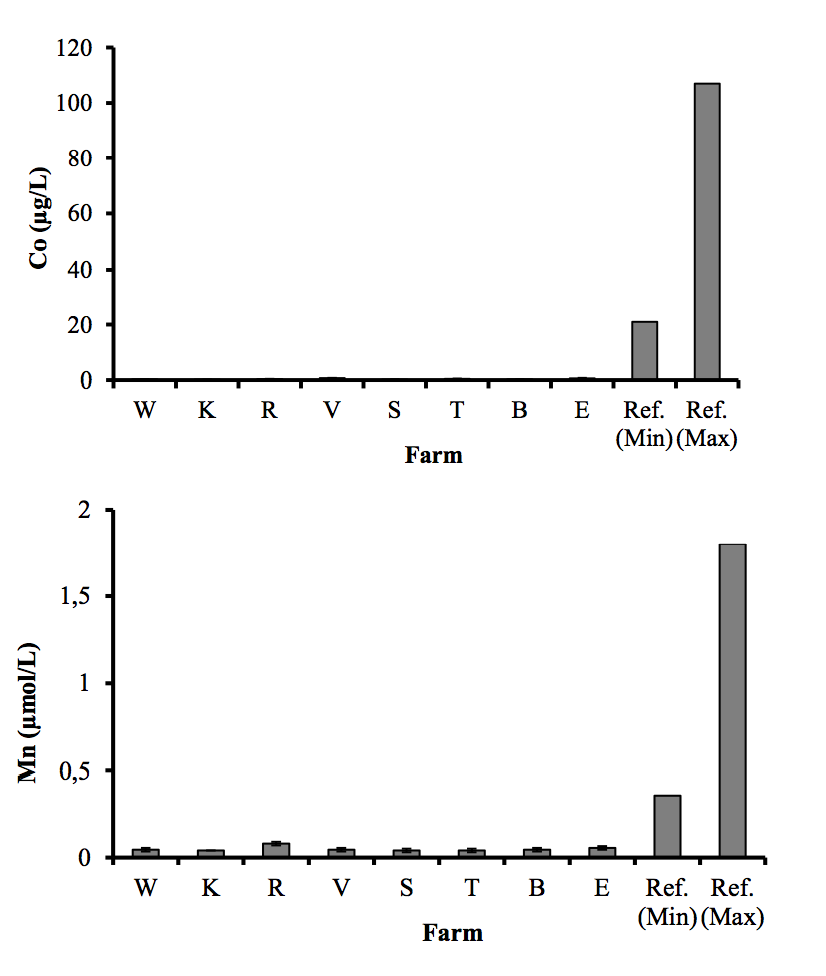 120
100
80
60
40
20
0
Co (µg/L)
W K R V S T B E Ref. Ref.
(Min) (Max)
Farm
2
1,5
1
0,5
0
Mn (µmol/L)
W K R V S T B E Ref. Ref.
(Min) (Max)
Farm